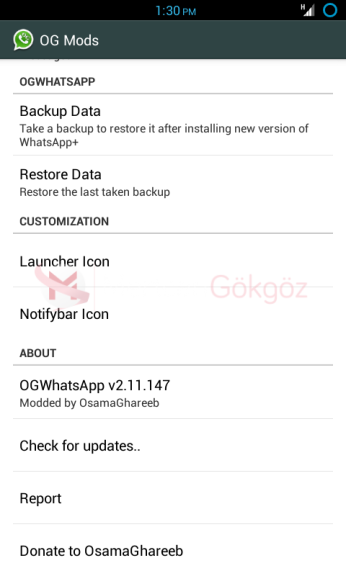 1:30 PM
H
OG Mods
OGWHATSAPP
Backup Data
Take a backup to restore it after installing new version of
WhatsApp+
Restore Data
Restore the last taken backup
CUSTOMIZATION
Launcher Icon
Gökgöz
Notifybar Icon
ABOUT
OGWhatsApp v2.11.147
Modded by OsamaGhareeb
Check for updates..
Report
Donate to OsamaGhareeb